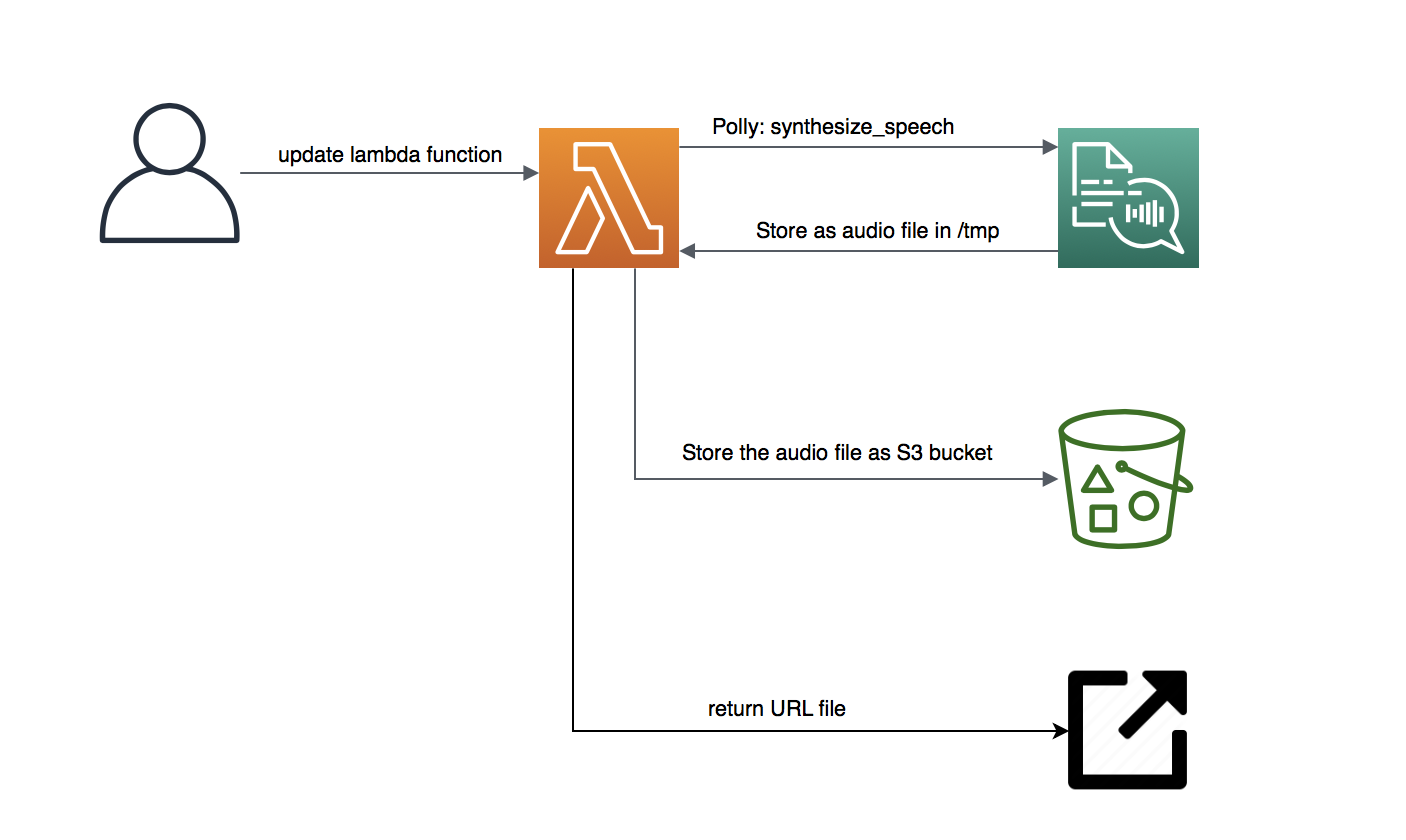 update lambda function
Polly: synthesize_speech
Store as audio file in /tmp
Store the audio file as S3 bucket
return URL file